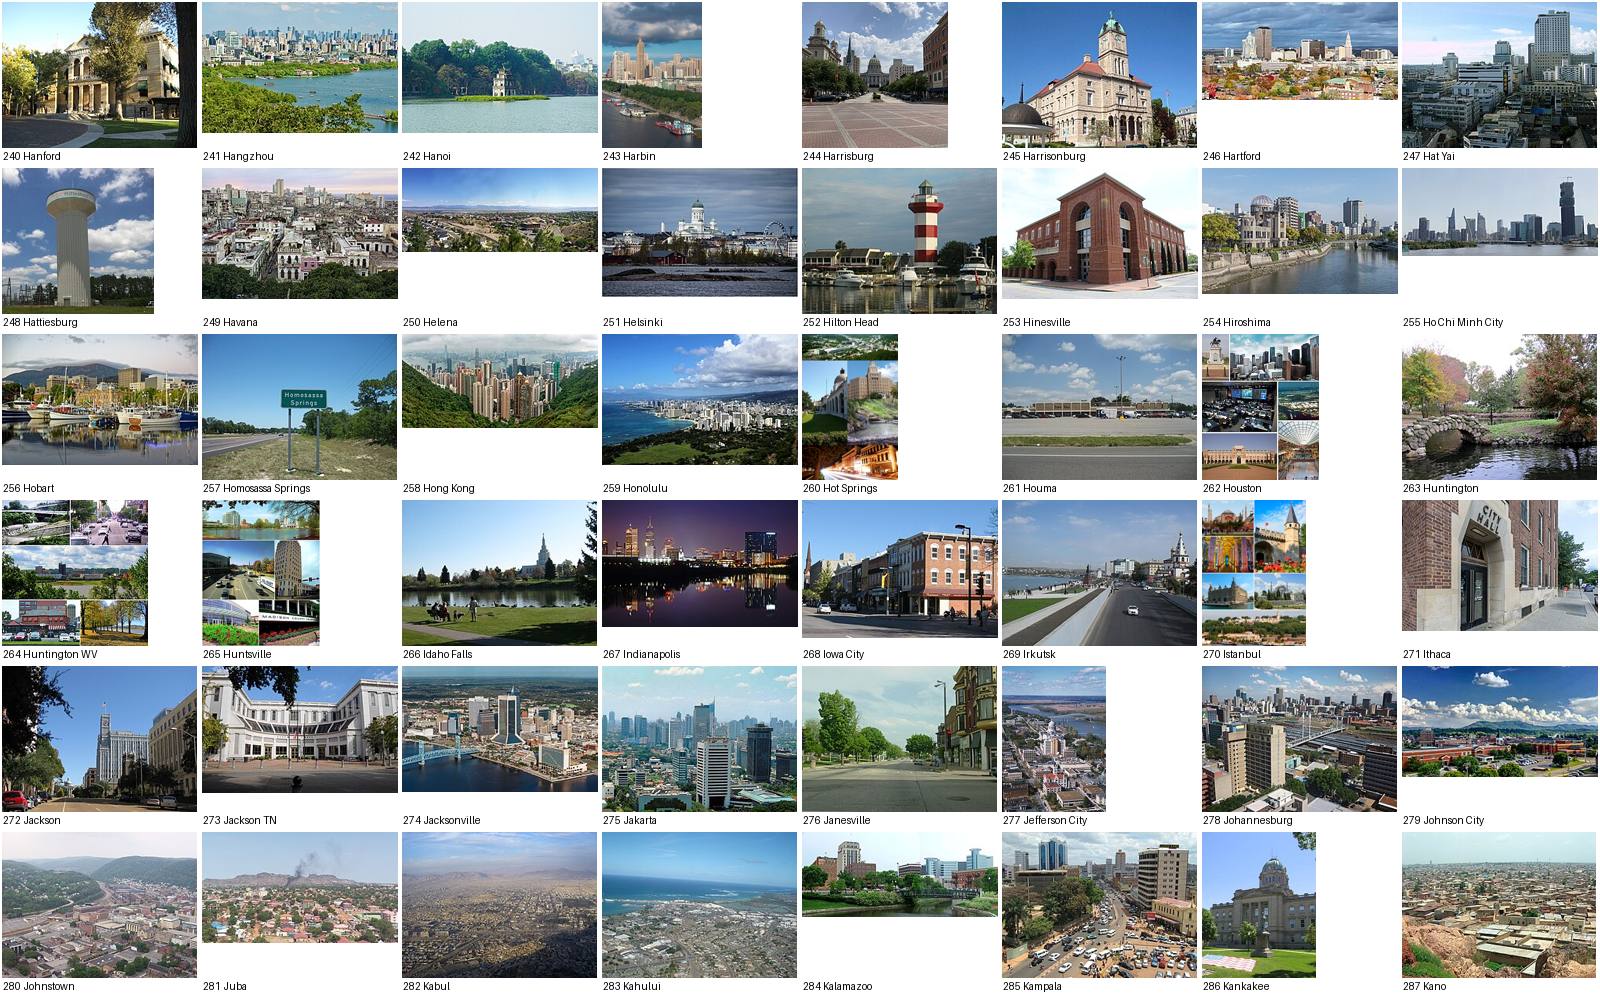 240 Hanford
241 Hangzhou
242 Hanoi
243 Harbin
244 Harrisburg
245 Harrisonburg
246 Hartford
247 Hat Yai
248 Hattiesburg
249 Havana
250 Helena
251 Helsinki
252 Hilton Head
253 Hinesville
254 Hiroshima
255 Ho Chi Minh City
Homosassa
Springs
256 Hobart
257 Homosassa Springs
258 Hong Kong
259 Honolulu
260 Hot Springs
261 Houma
262 Houston
263 Huntington
CITY
HALL
264 Huntington WV
265 Huntsville
266 Idaho Falls
267 Indianapolis
268 Iowa City
269 Irkutsk
270 Istanbul
271 Ithaca
272 Jackson
273 Jackson TN
274 Jacksonville
275 Jakarta
276 Janesville
277 Jefferson City
278 Johannesburg
279 Johnson City
280 Johnstown
281 Juba
282 Kabul
283 Kahului
284 Kalamazoo
285 Kampala
286 Kankakee
287 Kano